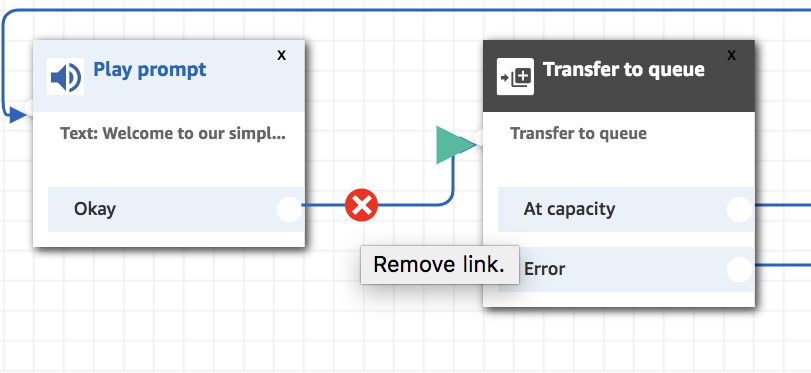 Play prompt
x
Text: Welcome to our simpl...
Okay
Transfer to queue
x
Transfer to queue
At capacity
Error
Remove link.